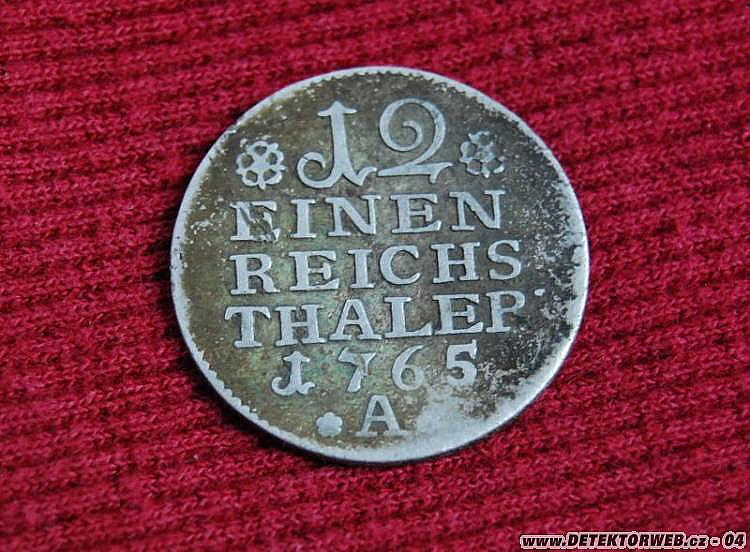 12
EINEN
REICHS
THALER
1765
A
www.DETEKTORWEB.cz - 04